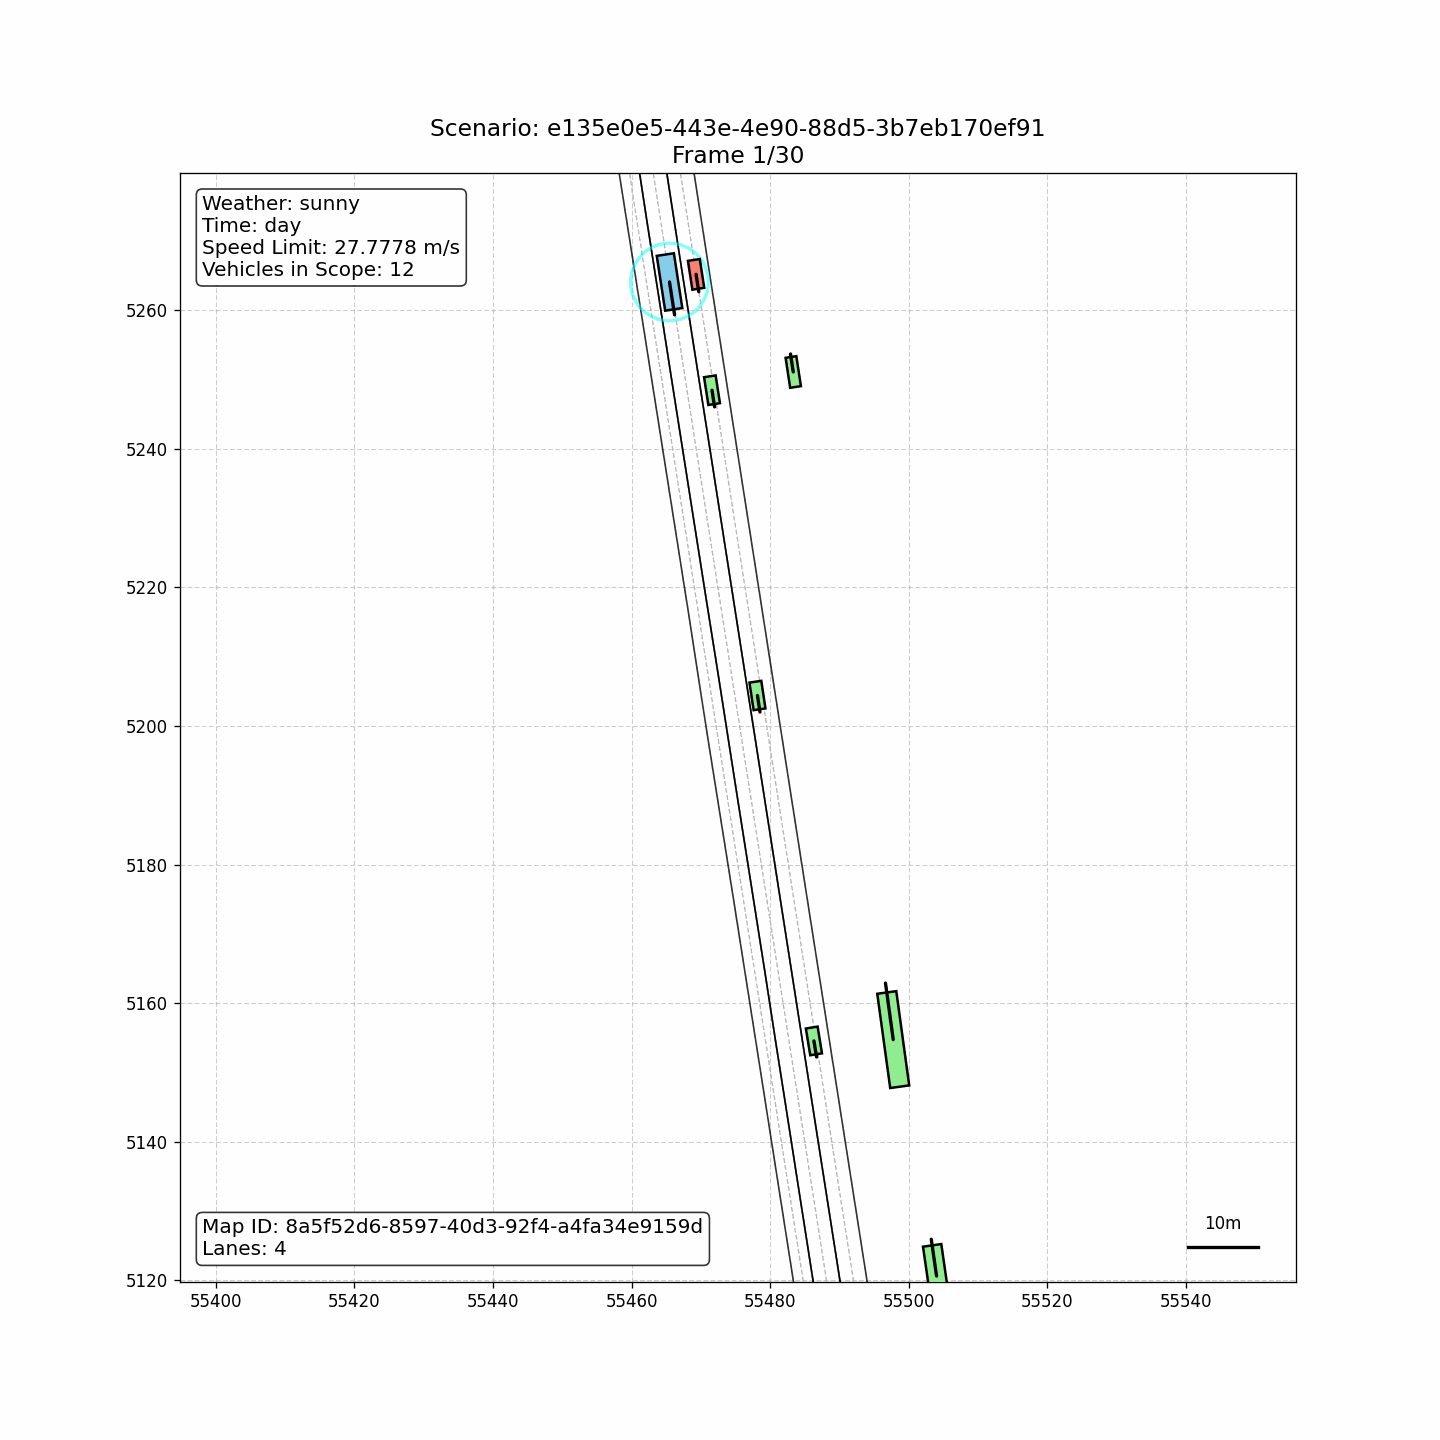 Scenario: e135e0e5-443e-4e90-88d5-3b7eb170ef91
Frame 1/30
Weather: sunny
Time: day
Speed Limit: 27.7778 m/s
Vehicles in Scope: 12
5260
5240
5220
5200
5180
5160
5140
5120
Map ID: 8a5f52d6-8597-40d3-92f4-a4fa34e9159d
Lanes: 4
10m
55400
55420
55440
55460
55480
55500
55520
55540